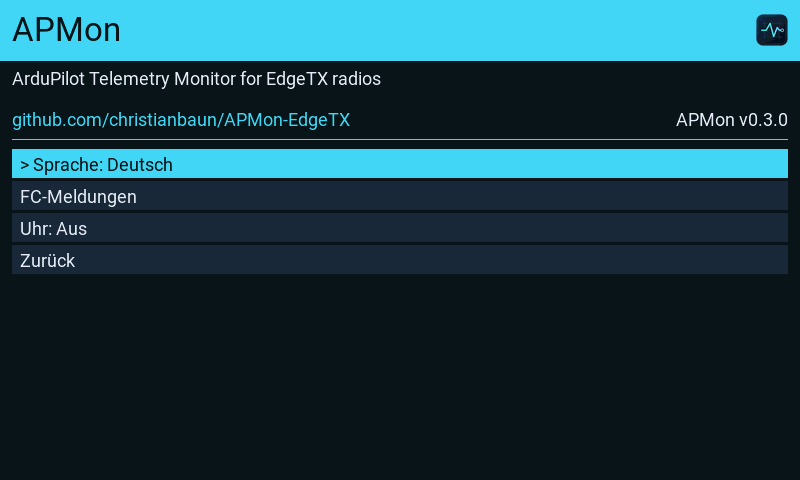 APMon
ArduPilot Telemetry Monitor for EdgeTX radios
github.com/christianbaun/APMon-EdgeTX APMon v0.3.0
> Sprache: Deutsch
FC-Meldungen
Uhr: Aus
Zurück